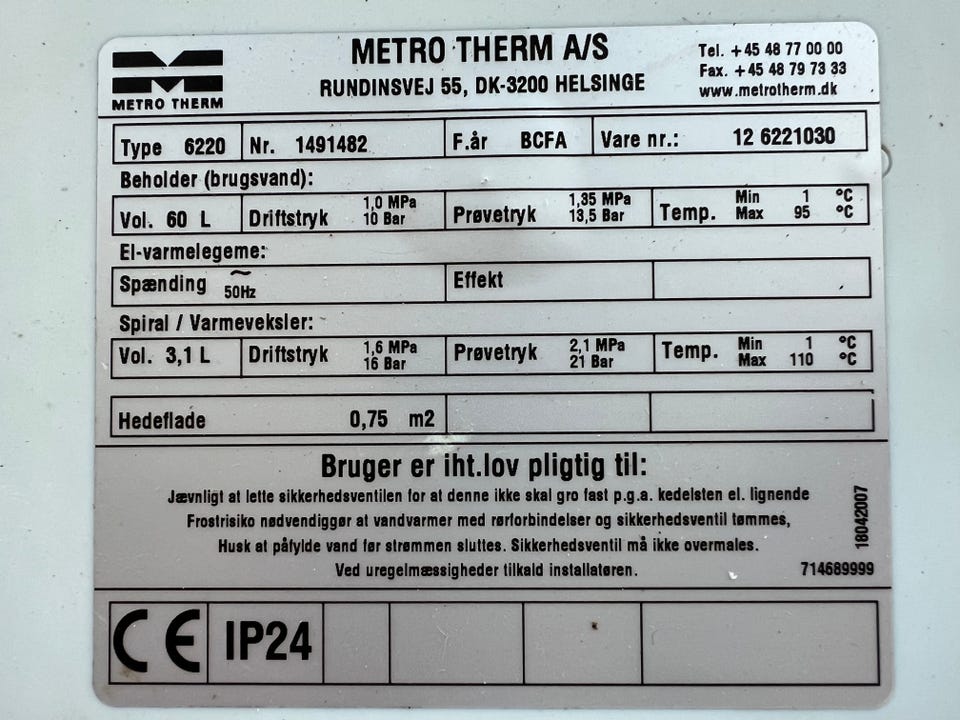 METRO THERM
METRO THERM A/S
RUNDINSVEJ 55, DK-3200 HELSINGE
Tel. +45 48 77 00 00
Fax. +45 48 79 73 33
www.metrotherm.dk
Type 6220 Nr. 1491482 F.år BCFA Vare nr.: 12 6221030
Beholder (brugsvand):
Vol. 60 L Driftstryk 1,0 MPa 10 Bar Prøvetryk 1,35 MPa 13,5 Bar Temp. Min 1 °C Max 95 °C
El-varmelegeme:
Spænding ~ 50Hz Effekt
Spiral / Varmeveksler:
Vol. 3,1 L Driftstryk 1,6 MPa 16 Bar Prøvetryk 2,1 MPa 21 Bar Temp. Min 1 °C Max 110 °C
Hedeflade 0,75 m2
Bruger er iht.lov pligtig til:
Jævnligt at lette sikkerhedsventilen for at denne ikke skal gro fast p.g.a. kedelsten el. lignende
Frostrisiko nødvendiggør at vandvarmer med rørforbindelser og sikkerhedsventil tømmes,
Husk at påfylde vand før strømmen sluttes. Sikkerhedsventil må ikke overmales.
Ved uregelmæssigheder tilkald installatøren.
18042007
714689999
CE IP24